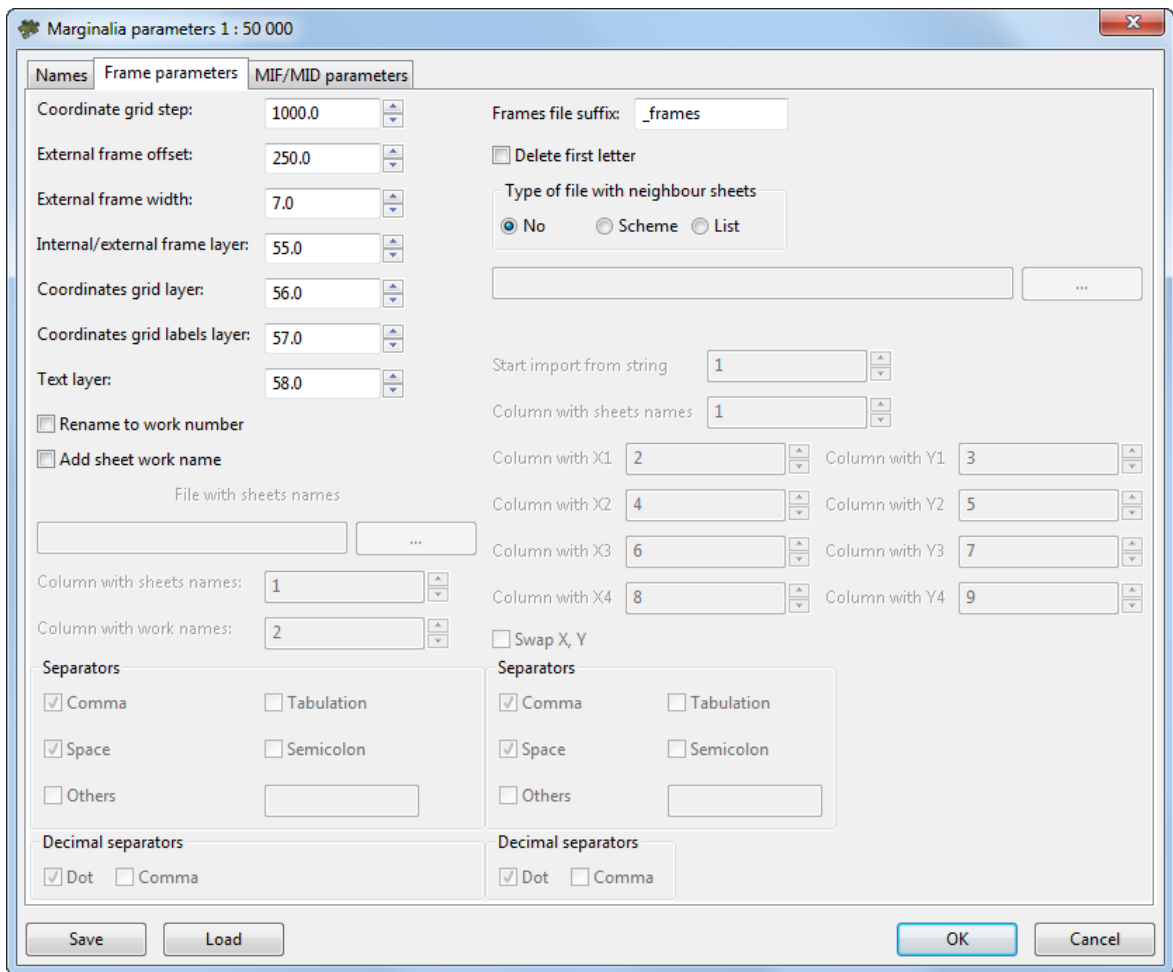 Marginalia parameters 1 : 50 000
Names Frame parameters MIF/MID parameters
Coordinate grid step: 1000.0
External frame offset: 250.0
External frame width: 7.0
Internal/external frame layer: 55.0
Coordinates grid layer: 56.0
Coordinates grid labels layer: 57.0
Text layer: 58.0
Rename to work number
Add sheet work name
File with sheets names
...
Column with sheets names: 1
Column with work names: 2
Separators
Comma Tabulation
Space Semicolon
Others
Decimal separators
Dot Comma
Frames file suffix: _frames
Delete first letter
Type of file with neighbour sheets
No Scheme List
...
Start import from string 1
Column with sheets names 1
Column with X1 2 Column with Y1 3
Column with X2 4 Column with Y2 5
Column with X3 6 Column with Y3 7
Column with X4 8 Column with Y4 9
Swap X, Y
Separators
Comma Tabulation
Space Semicolon
Others
Decimal separators
Dot Comma
Save Load OK Cancel